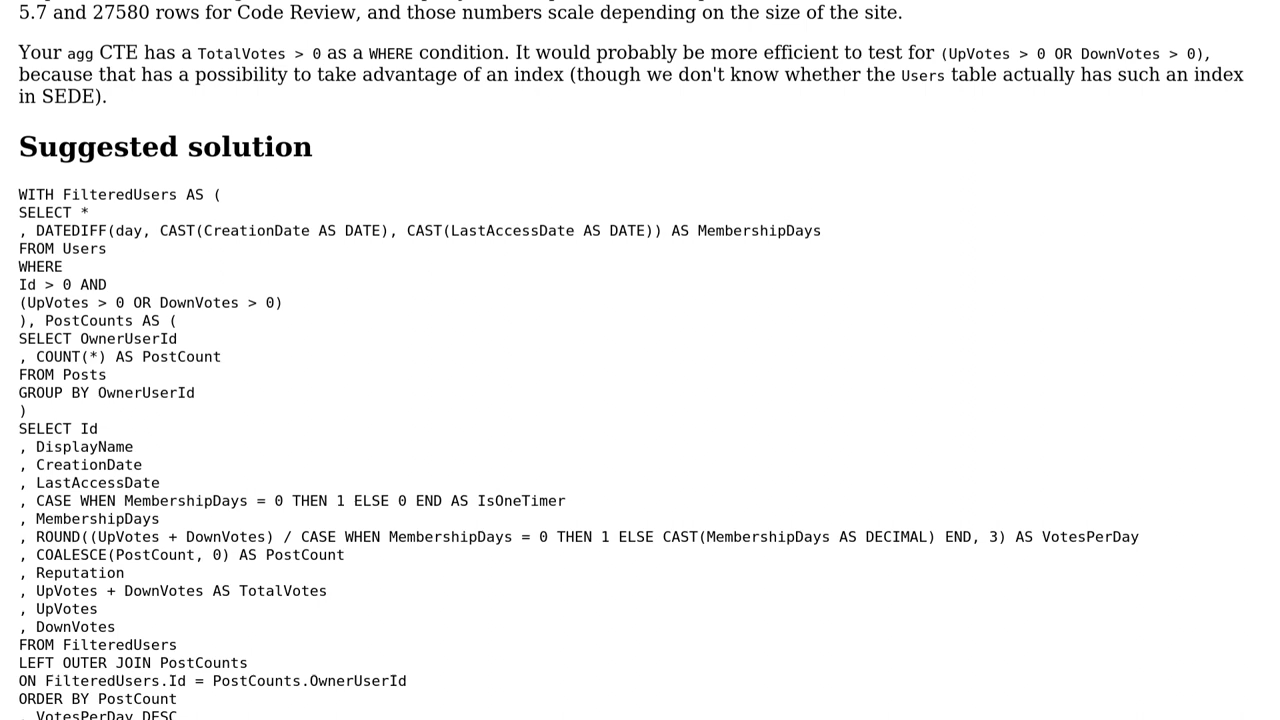 5.7 and 27580 rows for Code Review, and those numbers scale depending on the size of the site.
Your agg CTE has a TotalVotes > 0 as a WHERE condition. It would probably be more efficient to test for (UpVotes > 0 OR DownVotes > 0),
because that has a possibility to take advantage of an index (though we don't know whether the Users table actually has such an index
in SEDE).
Suggested solution
WITH FilteredUsers AS (
SELECT *
, DATEDIFF(day, CAST(CreationDate AS DATE), CAST(LastAccessDate AS DATE)) AS MembershipDays
FROM Users
WHERE
Id > 0 AND
(UpVotes > 0 OR DownVotes > 0)
), PostCounts AS (
SELECT OwnerUserId
, COUNT(*) AS PostCount
FROM Posts
GROUP BY OwnerUserId
)
SELECT Id
, DisplayName
, CreationDate
, LastAccessDate
, CASE WHEN MembershipDays = 0 THEN 1 ELSE 0 END AS IsOneTimer
, MembershipDays
, ROUND((UpVotes + DownVotes) / CASE WHEN MembershipDays = 0 THEN 1 ELSE CAST(MembershipDays AS DECIMAL) END, 3) AS VotesPerDay
, COALESCE(PostCount, 0) AS PostCount
, Reputation
, UpVotes + DownVotes AS TotalVotes
, UpVotes
, DownVotes
FROM FilteredUsers
LEFT OUTER JOIN PostCounts
ON FilteredUsers.Id = PostCounts.OwnerUserId
ORDER BY PostCount
, VotesPerDay DESC